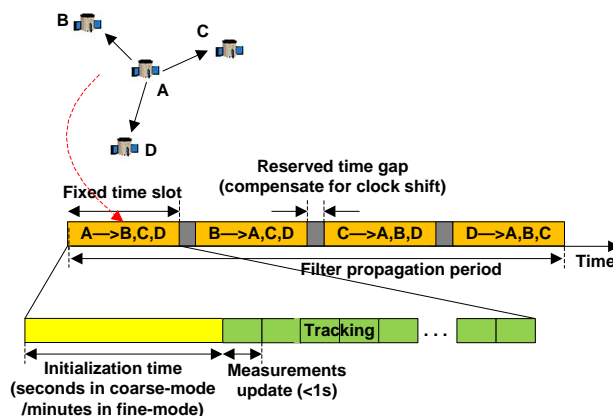 B
C
A
D
Reserved time gap
(compensate for clock shift)
Fixed time slot
A—>B,C,D
B—>A,C,D
C—>A,B,D
D—>A,B,C
Time
Filter propagation period
Tracking
. . .
Initialization time
(seconds in coarse-mode
/minutes in fine-mode)
Measurements
update (<1s)